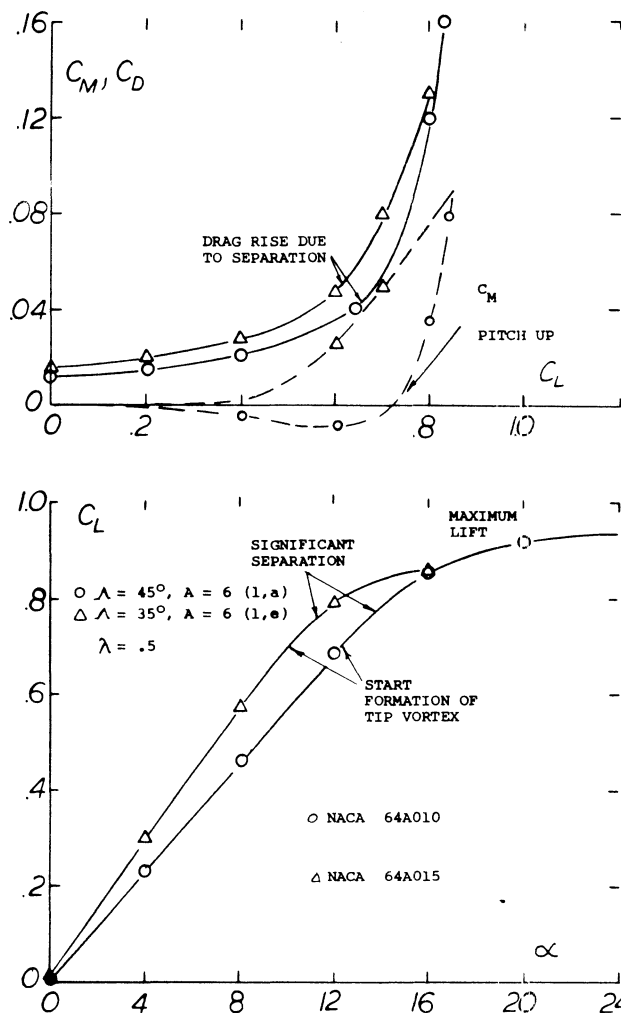 .16
C_M, C_D
.12
.08
DRAG RISE DUE
TO SEPARATION
C_M
.04
PITCH UP
C_L
0
0 .2 .4 .6 .8 1.0
1.0
C_L
MAXIMUM
LIFT
SIGNIFICANT
SEPARATION
○ Λ = 45°, A = 6 (1,a)
.8
△ Λ = 35°, A = 6 (1,e)
λ = .5
START
FORMATION OF
TIP VORTEX
.6
.4
○ NACA 64A010
.2
△ NACA 64A015
α
0
0 4 8 12 16 20 24